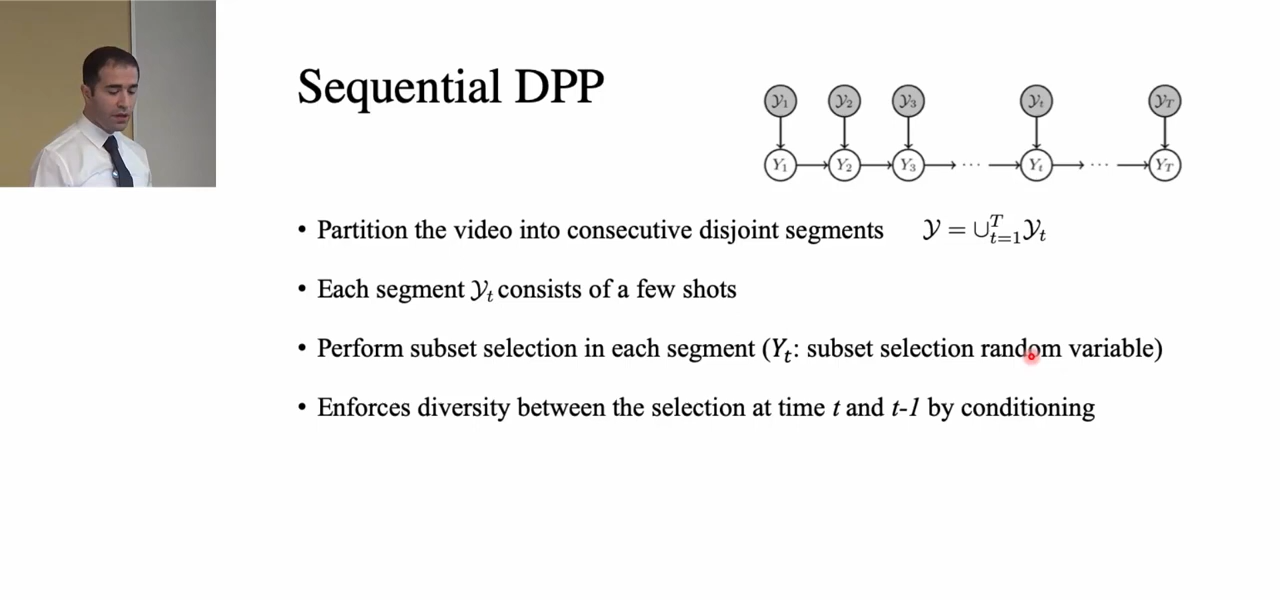 Sequential DPP
𝒴₁ 𝒴₂ 𝒴₃ 𝒴ₜ 𝒴_T
Y₁ Y₂ Y₃ ... Yₜ ... Y_T
• Partition the video into consecutive disjoint segments 𝒴 = ∪ᵀₜ₌₁𝒴ₜ
• Each segment 𝒴ₜ consists of a few shots
• Perform subset selection in each segment (Yₜ: subset selection random variable)
• Enforces diversity between the selection at time t and t-1 by conditioning